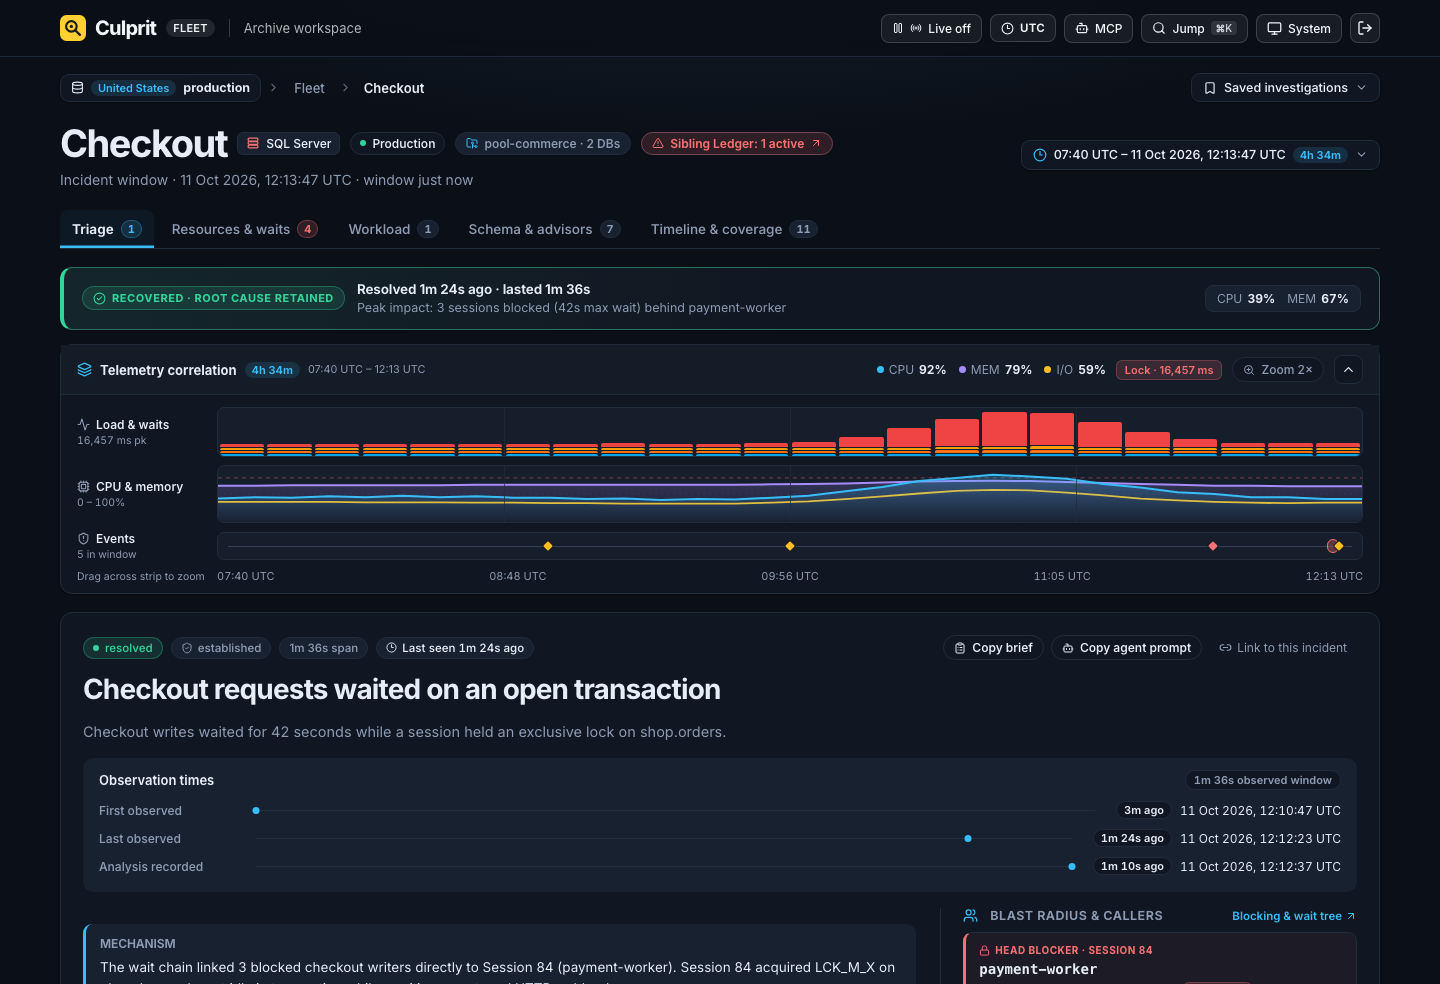 Culprit FLEET Archive workspace Live off UTC MCP Jump ⌘K System
United States production Fleet Checkout Saved investigations
Checkout SQL Server Production pool-commerce · 2 DBs Sibling Ledger: 1 active
07:40 UTC – 11 Oct 2026, 12:13:47 UTC 4h 34m
Incident window · 11 Oct 2026, 12:13:47 UTC · window just now
Triage 1 Resources & waits 4 Workload 1 Schema & advisors 7 Timeline & coverage 11
RECOVERED · ROOT CAUSE RETAINED
Resolved 1m 24s ago · lasted 1m 36s
Peak impact: 3 sessions blocked (42s max wait) behind payment-worker
CPU 39% MEM 67%
Telemetry correlation 4h 34m 07:40 UTC – 12:13 UTC CPU 92% MEM 79% I/O 59% Lock · 16,457 ms Zoom 2×
Load & waits
16,457 ms pk
CPU & memory
0 – 100%
Events
5 in window
Drag across strip to zoom 07:40 UTC 08:48 UTC 09:56 UTC 11:05 UTC 12:13 UTC
resolved established 1m 36s span Last seen 1m 24s ago Copy brief Copy agent prompt Link to this incident
Checkout requests waited on an open transaction
Checkout writes waited for 42 seconds while a session held an exclusive lock on shop.orders.
Observation times 1m 36s observed window
First observed 3m ago 11 Oct 2026, 12:10:47 UTC
Last observed 1m 24s ago 11 Oct 2026, 12:12:23 UTC
Analysis recorded 1m 10s ago 11 Oct 2026, 12:12:37 UTC
MECHANISM
The wait chain linked 3 blocked checkout writers directly to Session 84 (payment-worker). Session 84 acquired LCK_M_X on
BLAST RADIUS & CALLERS Blocking & wait tree
HEAD BLOCKER · SESSION 84
payment-worker